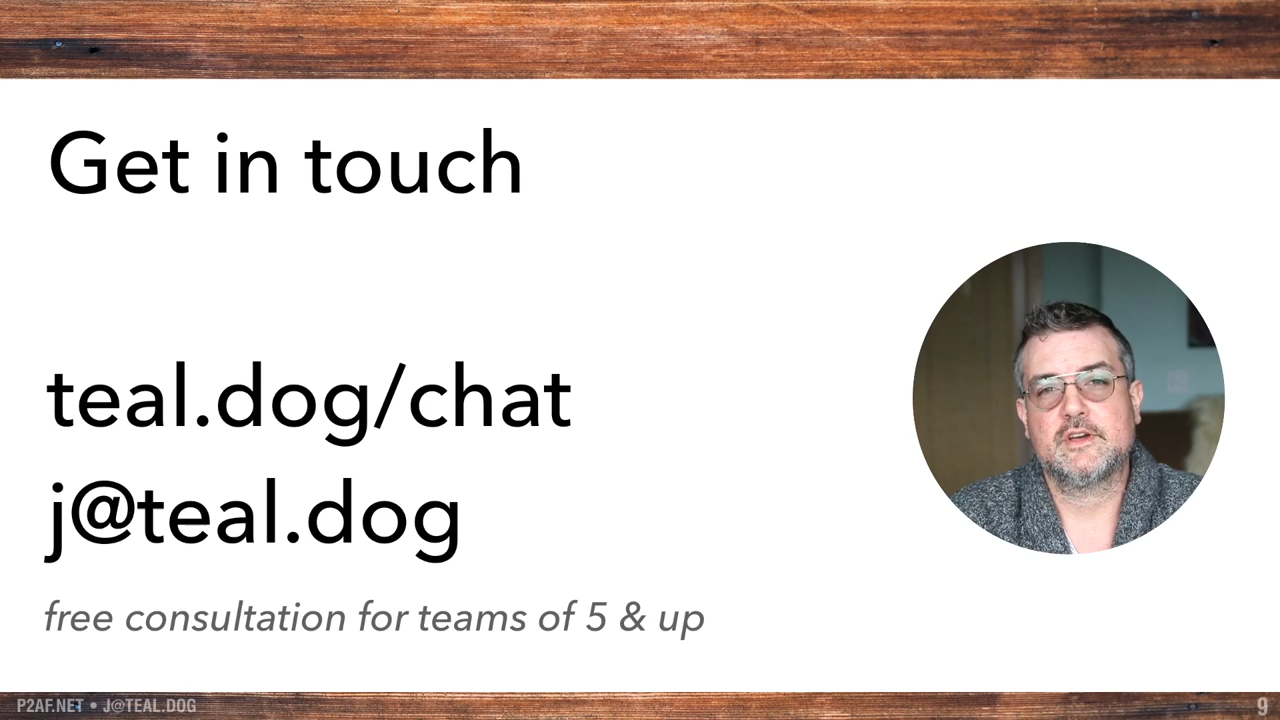 Get in touch
teal.dog/chat
j@teal.dog
free consultation for teams of 5 & up
P2AF.NET • J@TEAL.DOG
9